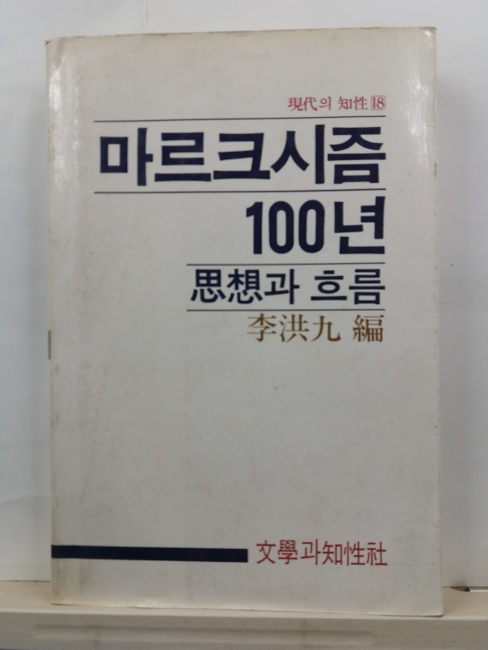 現代의 知性 18
마르크시즘
100년
思想과 흐름
李洪九 編
文學과知性社